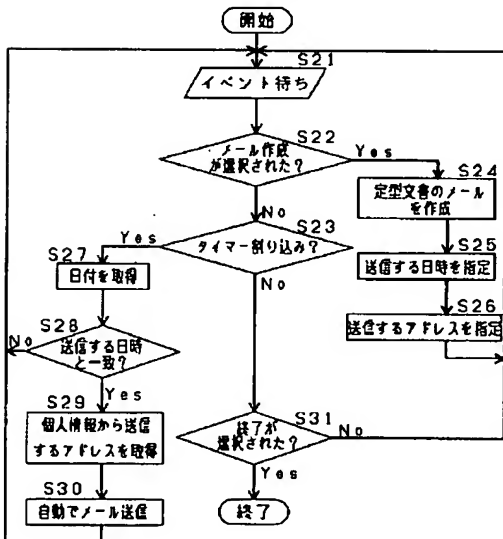 開始
S21
イベント待ち
S22
メール作成
が選択された?
Yes
S24
定型文書のメール
を作成
No
S23
タイマー割り込み?
Yes
S25
送信する日時を指定
S27
日付を取得
No
S26
送信するアドレスを指定
S28
送信する日時
と一致?
No
Yes
S29
個人情報から送信
するアドレスを取得
S31
終了が
選択された?
No
Yes
S30
自動でメール送信
終了